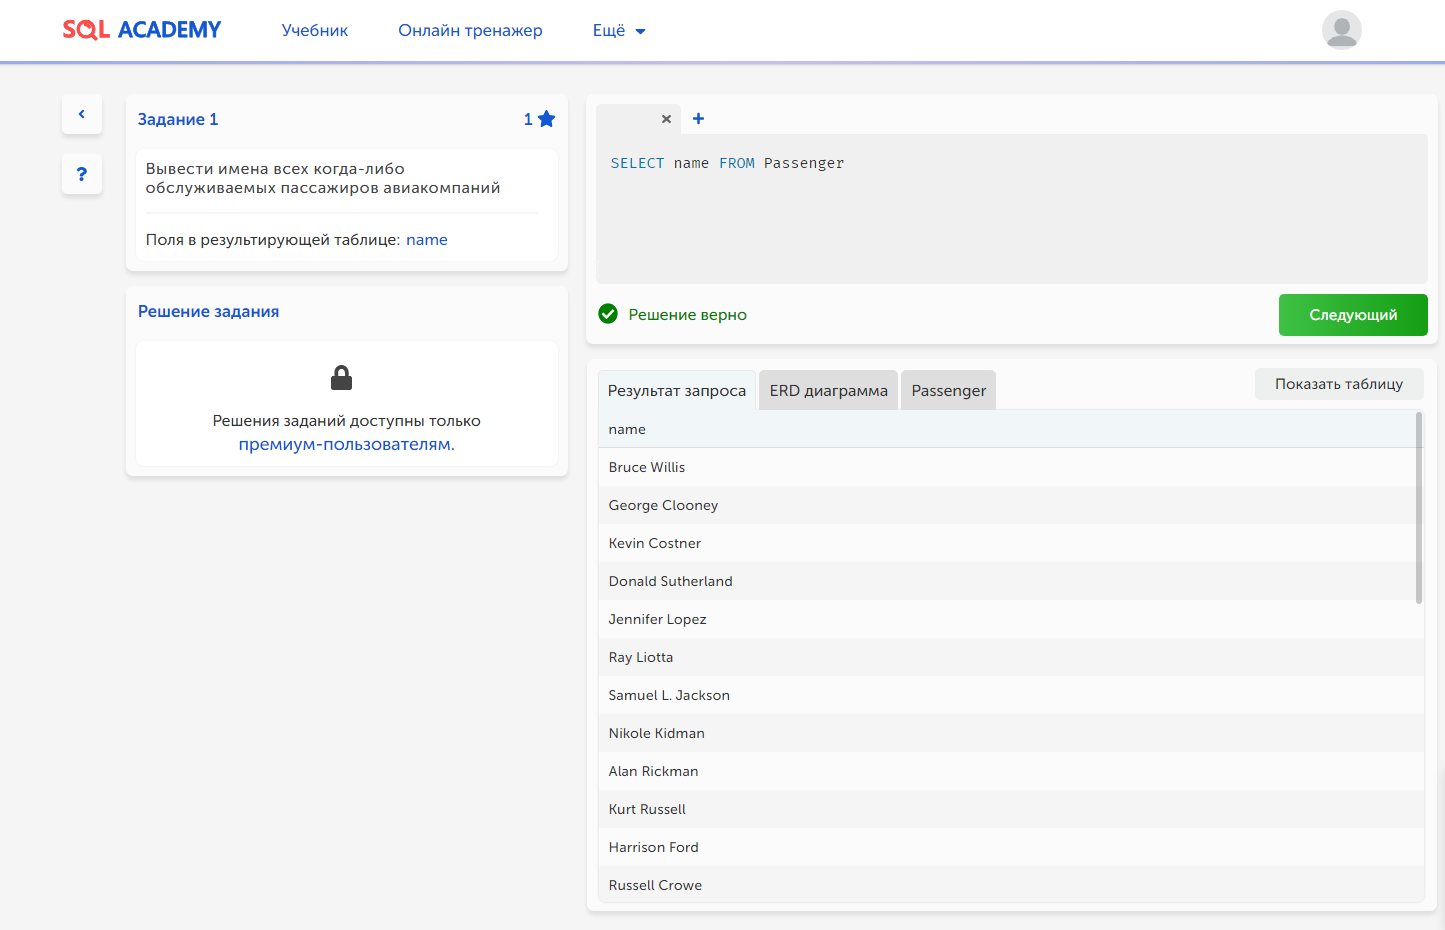 SQL ACADEMY
Учебник
Онлайн тренажер
Ещё
Задание 1
1
Вывести имена всех когда-либо
обслуживаемых пассажиров авиакомпаний
Поля в результирующей таблице: name
Решение задания
Решения заданий доступны только
премиум-пользователям.
?
SELECT name FROM Passenger
Решение верно
Следующий
Результат запроса
ERD диаграмма
Passenger
Показать таблицу
name
Bruce Willis
George Clooney
Kevin Costner
Donald Sutherland
Jennifer Lopez
Ray Liotta
Samuel L. Jackson
Nikole Kidman
Alan Rickman
Kurt Russell
Harrison Ford
Russell Crowe